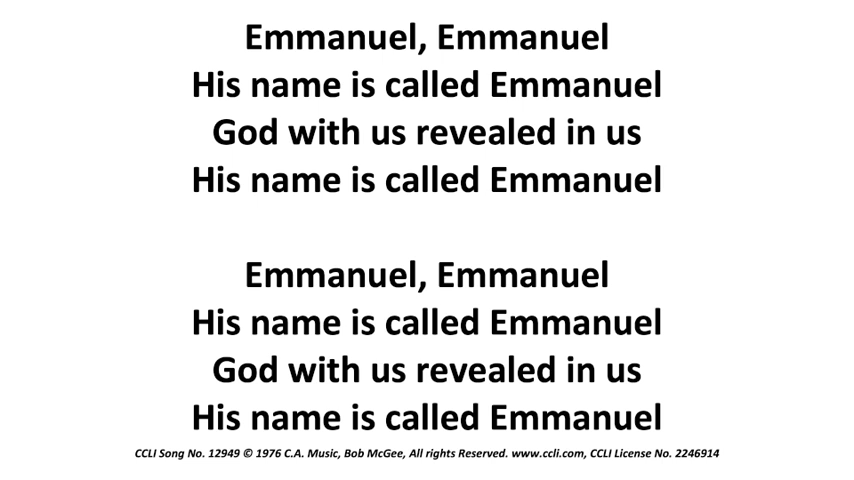 Emmanuel, Emmanuel
His name is called Emmanuel
God with us revealed in us
His name is called Emmanuel
Emmanuel, Emmanuel
His name is called Emmanuel
God with us revealed in us
His name is called Emmanuel
CCLI Song No. 12949 © 1976 C.A. Music, Bob McGee, All rights Reserved. www.ccli.com, CCLI License No. 2246914